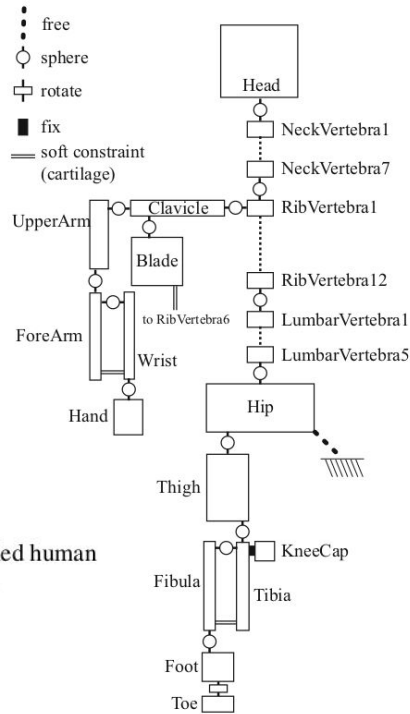 free
sphere
rotate
fix
soft constraint
(cartilage)
Head
NeckVertebra1
NeckVertebra7
Clavicle
RibVertebra1
UpperArm
Blade
RibVertebra12
to RibVertebra6
LumbarVertebra1
ForeArm
Wrist
LumbarVertebra5
Hand
Hip
Thigh
ed human
KneeCap
Fibula
Tibia
Foot
Toe